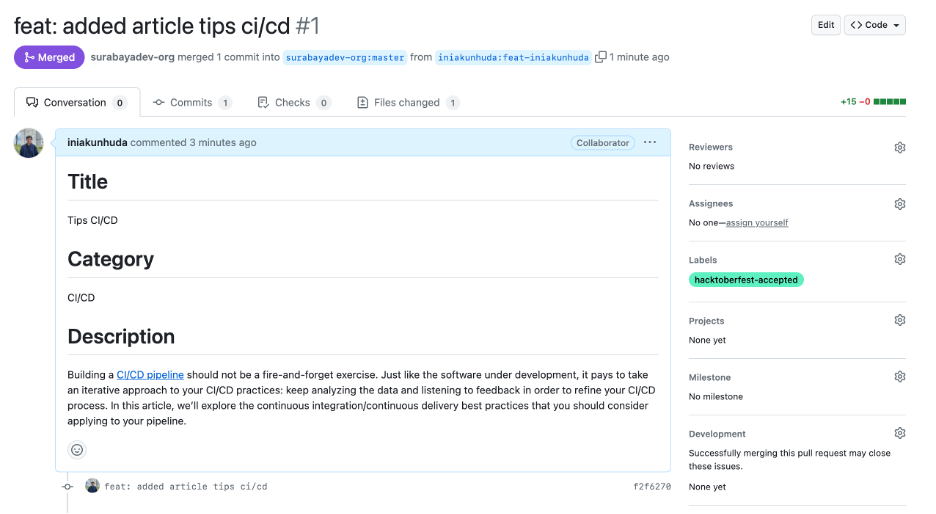 feat: added article tips ci/cd #1
Edit
<> Code
Merged
surabayadev-org merged 1 commit into surabayadev-org:master from iniakunhuda:feat-iniakunhuda 1 minute ago
Conversation 0
Commits 1
Checks 0
Files changed 1
+15 −0
iniakunhuda commented 3 minutes ago
Collaborator
Title
Tips CI/CD
Category
CI/CD
Description
Building a CI/CD pipeline should not be a fire-and-forget exercise. Just like the software under development, it pays to take
an iterative approach to your CI/CD practices: keep analyzing the data and listening to feedback in order to refine your CI/CD
process. In this article, we’ll explore the continuous integration/continuous delivery best practices that you should consider
applying to your pipeline.
feat: added article tips ci/cd
f2f6270
Reviewers
No reviews
Assignees
No one—assign yourself
Labels
hacktoberfest-accepted
Projects
None yet
Milestone
No milestone
Development
Successfully merging this pull request may close
these issues.
None yet